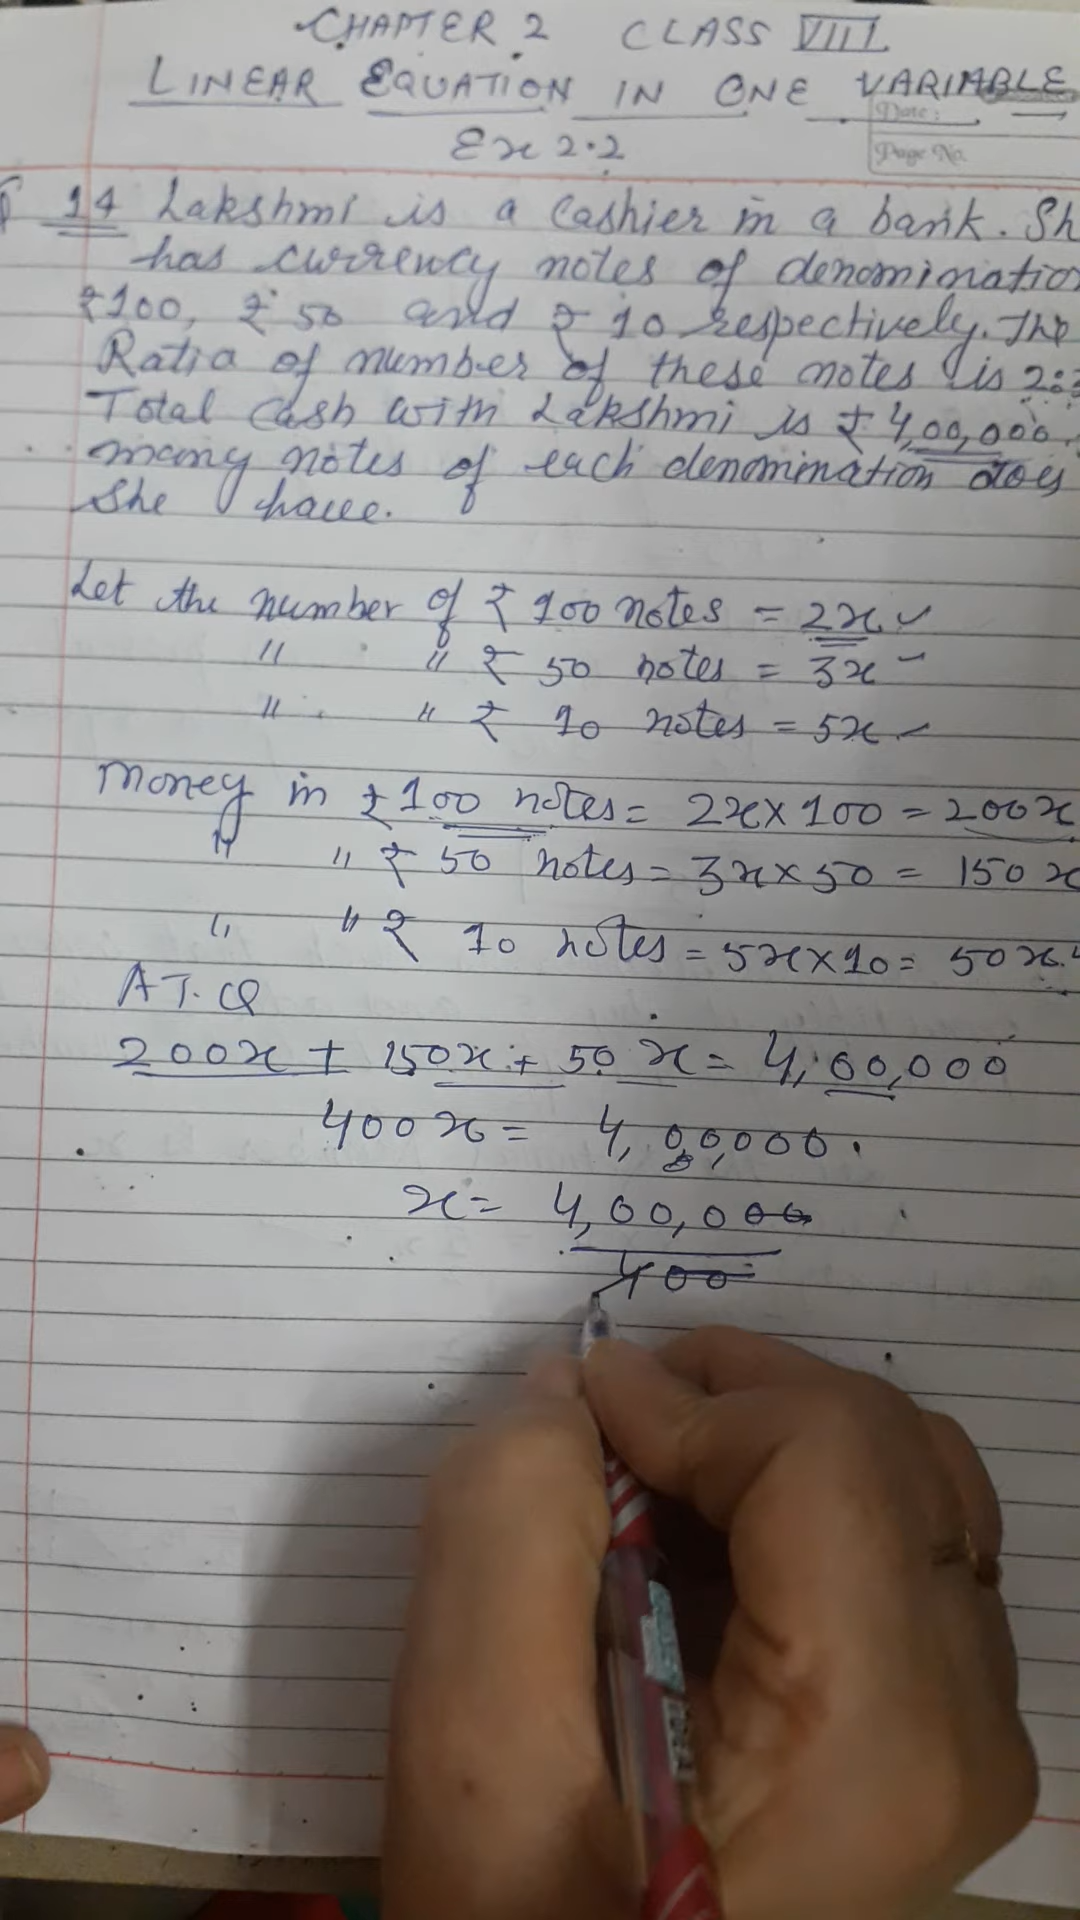 CHAPTER 2 CLASS VIII
LINEAR EQUATION IN ONE VARIABLE
Date:
Page No.
Ex 2.2
14 Lakshmi is a Cashier in a bank. Sh
has currency notes of denomination
₹100, ₹ 50 and ₹ 10 respectively. The
Ratio of number of these notes is 2:3
Total Cash with Lakshmi is ₹ 4,00,000.
many notes of each denomination does
She have.
Let the number of ₹ 100 notes = 2x ✓
" " ₹ 50 notes = 3x
" " ₹ 10 notes = 5x
Money in ₹ 100 notes = 2x × 100 = 200x
" " ₹ 50 notes = 3x × 50 = 150x
" " ₹ 10 notes = 5x × 10 = 50x
A T. Q
200x + 150x + 50x = 4,00,000
400x = 4,00,000.
x = 4,00,000
400